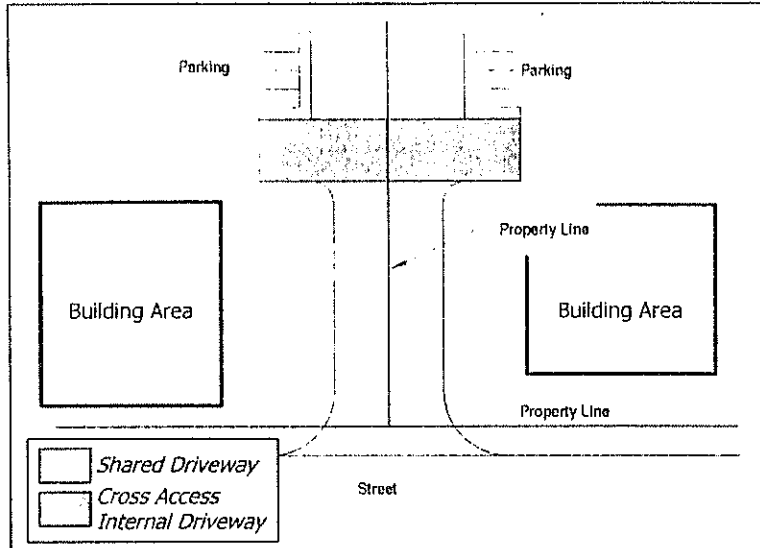 Parking
Parking
Property Line
Building Area
Building Area
Property Line
Shared Driveway
Cross Access
Internal Driveway
Street